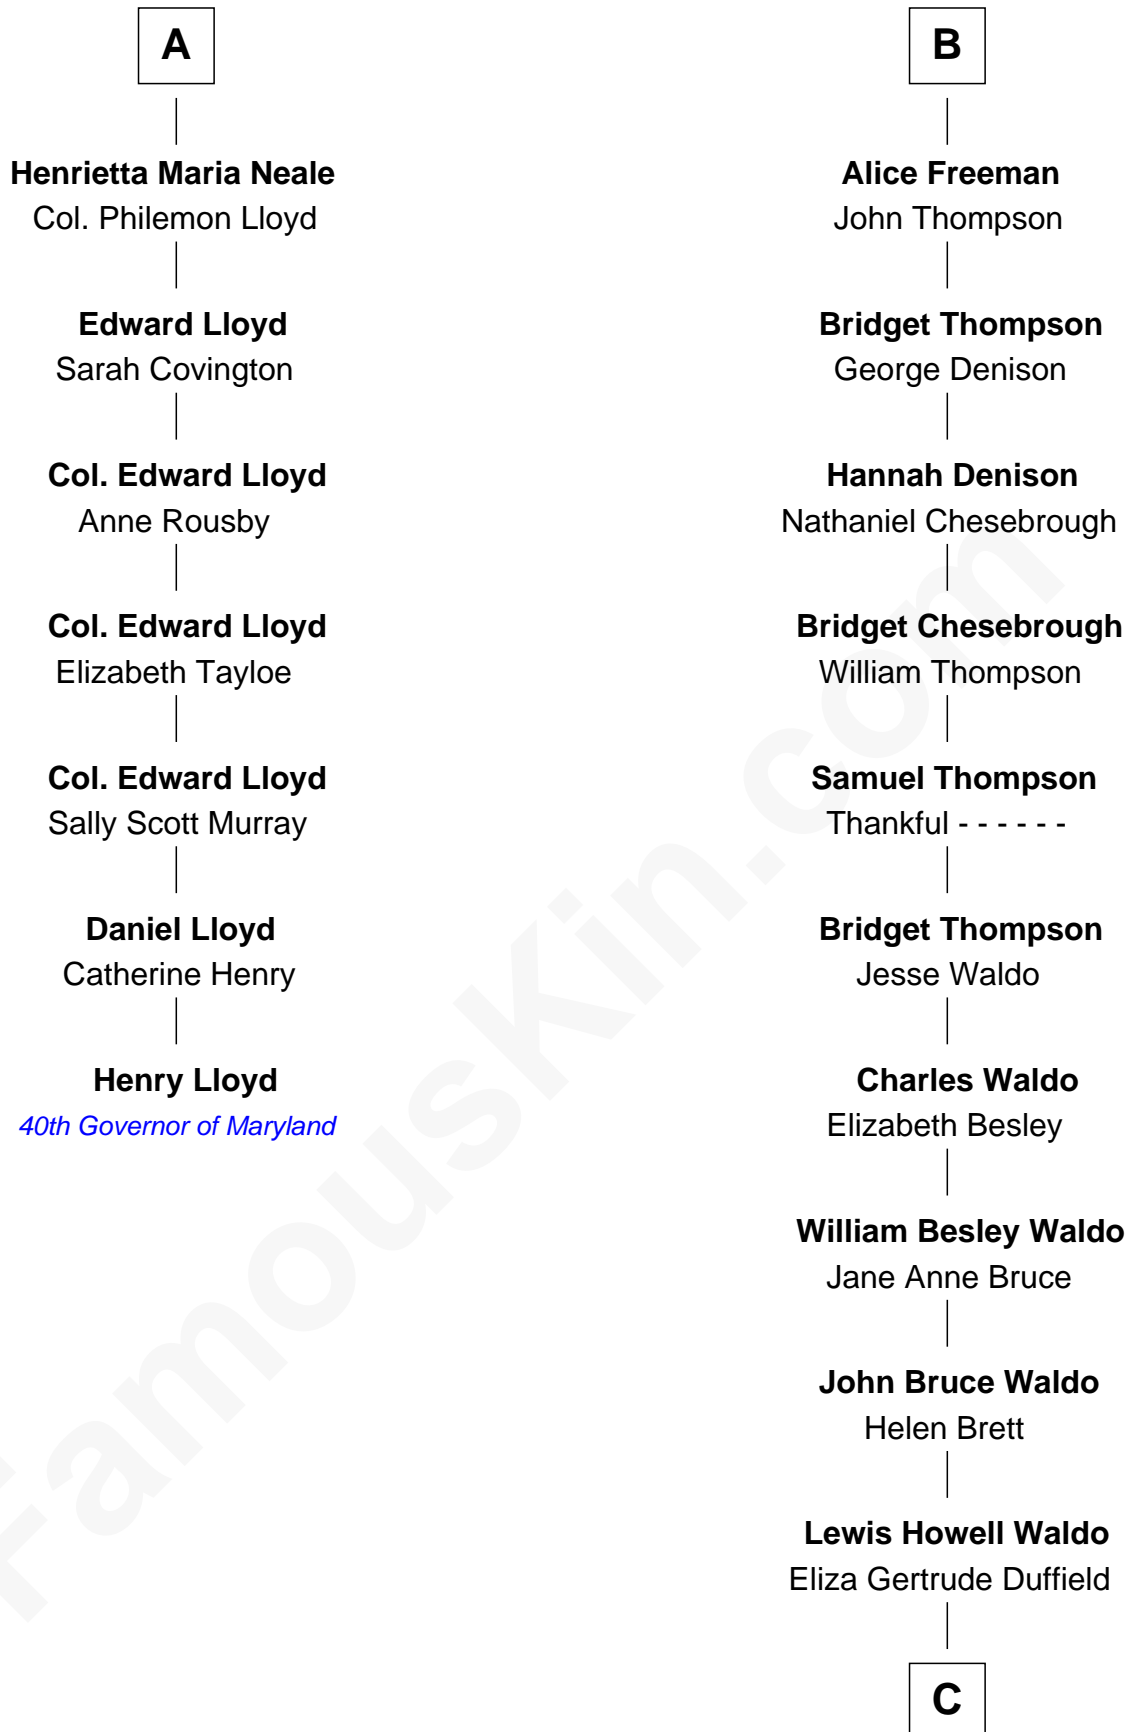 A
Henrietta Maria Neale
Col. Philemon Lloyd
Edward Lloyd
Sarah Covington
Col. Edward Lloyd
Anne Rousby
Col. Edward Lloyd
Elizabeth Tayloe
Col. Edward Lloyd
Sally Scott Murray
Daniel Lloyd
Catherine Henry
Henry Lloyd
40th Governor of Maryland
B
Alice Freeman
John Thompson
Bridget Thompson
George Denison
Hannah Denison
Nathaniel Chesebrough
Bridget Chesebrough
William Thompson
Samuel Thompson
Thankful - - - - - -
Bridget Thompson
Jesse Waldo
Charles Waldo
Elizabeth Besley
William Besley Waldo
Jane Anne Bruce
John Bruce Waldo
Helen Brett
Lewis Howell Waldo
Eliza Gertrude Duffield
C
FamousKin.com